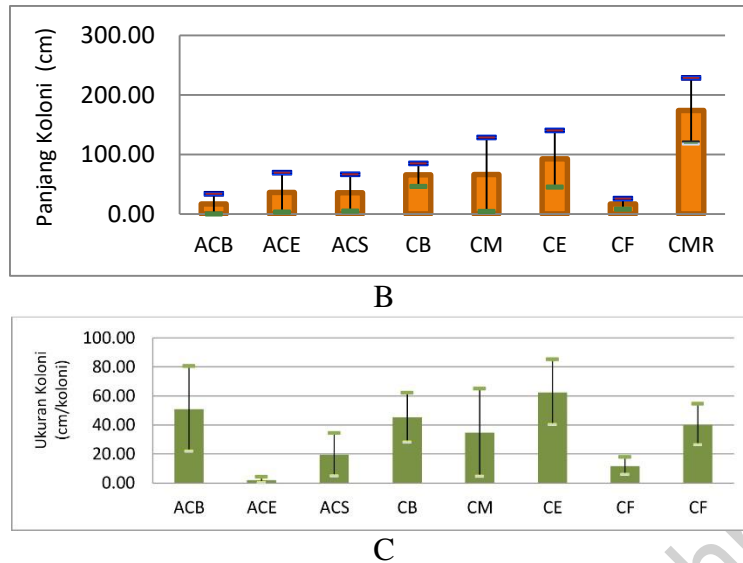 Panjang Koloni (cm)
300.00
200.00
100.00
0.00
ACB ACE ACS CB CM CE CF CMR
B
Ukuran Koloni
(cm/koloni)
100.00
80.00
60.00
40.00
20.00
0.00
ACB ACE ACS CB CM CE CF CF
C